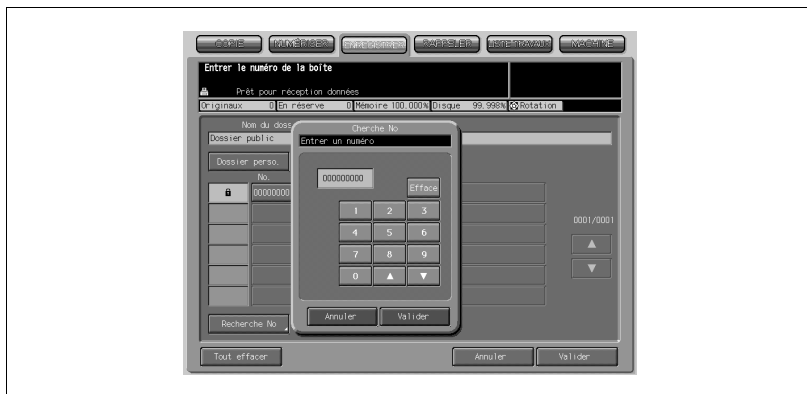 COPIE NUMÉRISER ENREGISTRER RAPPELER LISTE TRAVAUX MACHINE
Entrer le numéro de la boîte
Prêt pour réception données
Originaux 0 En réserve 0 Mémoire 100.000% Disque 99.998% Rotation
Nom du doss
Cherche No
Dossier public
Entrer un numéro
Dossier perso.
No.
000000000
Efface
00000000
1 2 3
4 5 6
0001/0001
7 8 9
0
Recherche No
Annuler Valider
Tout effacer
Annuler Valider